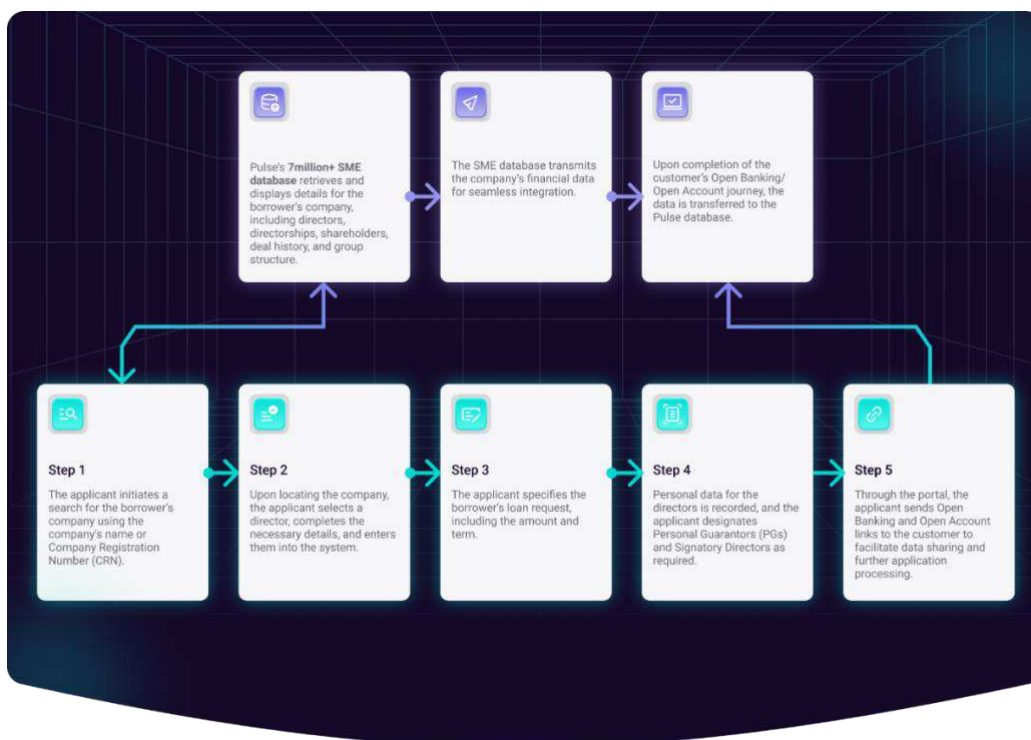 Pulse's 7million+ SME
database retrieves and
displays details for the
borrower's company,
including directors,
directorships, shareholders,
deal history, and group
structure.
The SME database transmits
the company's financial data
for seamless integration.
Upon completion of the
customer's Open Banking/
Open Account journey, the
data is transferred to the
Pulse database.
Step 1
The applicant initiates a
search for the borrower's
company using the
company's name or
Company Registration
Number (CRN).
Step 2
Upon locating the company,
the applicant selects a
director, completes the
necessary details, and enters
them into the system.
Step 3
The applicant specifies the
borrower's loan request,
including the amount and
term.
Step 4
Personal data for the
directors is recorded, and the
applicant designates
Personal Guarantors (PGs)
and Signatory Directors as
required.
Step 5
Through the portal, the
applicant sends Open
Banking and Open Account
links to the customer to
facilitate data sharing and
further application
processing.